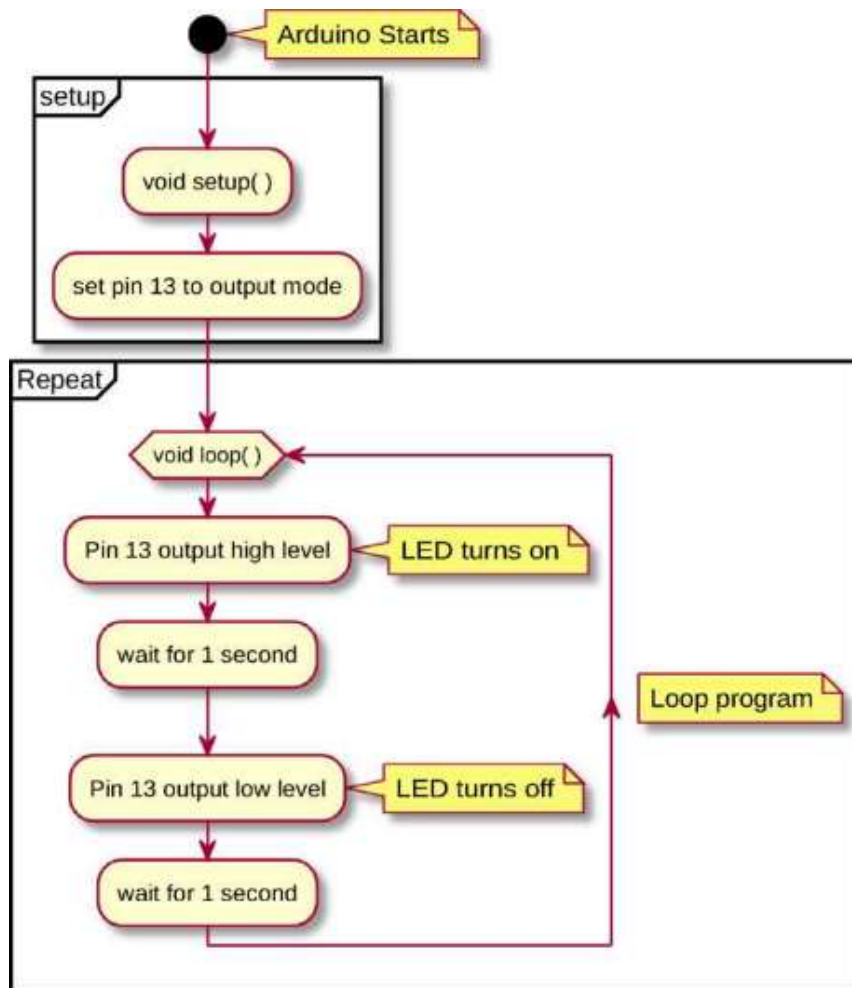 Arduino Starts
setup
void setup( )
set pin 13 to output mode
Repeat
void loop( )
Pin 13 output high level
LED turns on
wait for 1 second
Loop program
Pin 13 output low level
LED turns off
wait for 1 second